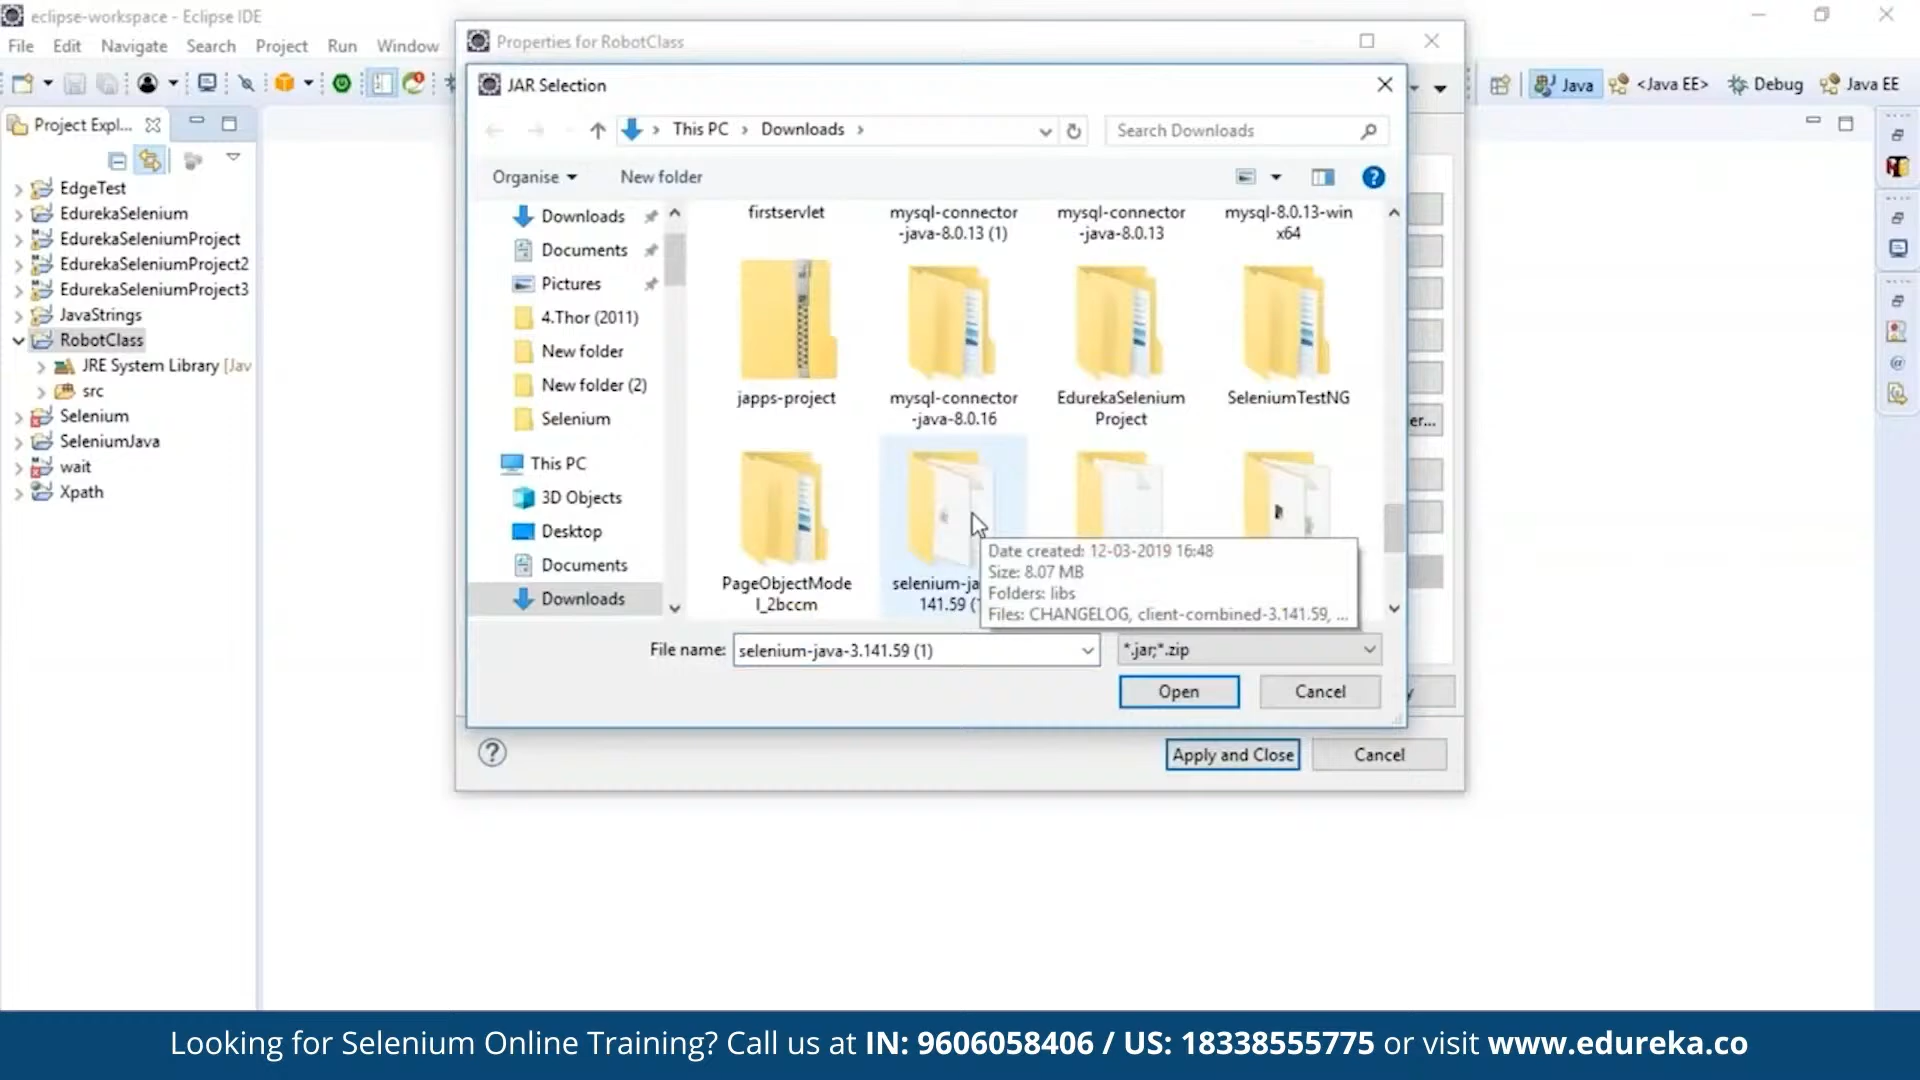 eclipse-workspace - Eclipse IDE
File Edit Navigate Search Project Run Window
Properties for RobotClass
JAR Selection
This PC > Downloads >
Search Downloads
Organise
New folder
Java
<Java EE>
Debug
Java EE
Project Expl...
EdgeTest
EdurekaSelenium
EdurekaSeleniumProject
EdurekaSeleniumProject2
EdurekaSeleniumProject3
JavaStrings
RobotClass
JRE System Library [Jav
src
Selenium
SeleniumJava
wait
Xpath
Downloads
Documents
Pictures
4.Thor (2011)
New folder
New folder (2)
Selenium
This PC
3D Objects
Desktop
Documents
Downloads
firstservlet
mysql-connector
-java-8.0.13 (1)
mysql-connector
-java-8.0.13
mysql-8.0.13-win
x64
japps-project
mysql-connector
-java-8.0.16
EdurekaSelenium
Project
SeleniumTestNG
PageObjectMode
l_2bccm
selenium-ja
141.59 (
Date created: 12-03-2019 16:48
Size: 8.07 MB
Folders: libs
Files: CHANGELOG, client-combined-3.141.59, ...
er...
File name:
selenium-java-3.141.59 (1)
*.jar;*.zip
Open
Cancel
y
Apply and Close
Cancel
Looking for Selenium Online Training? Call us at IN: 9606058406 / US: 18338555775 or visit www.edureka.co